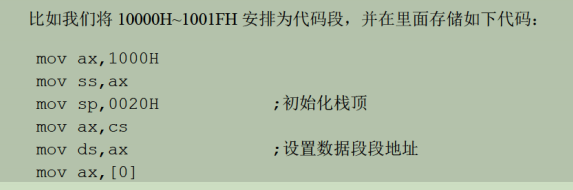 比如我们将 10000H~1001FH 安排为代码段，并在里面存储如下代码：
mov ax,1000H
mov ss,ax
mov sp,0020H ;初始化栈顶
mov ax,cs
mov ds,ax ;设置数据段段地址
mov ax,[0]